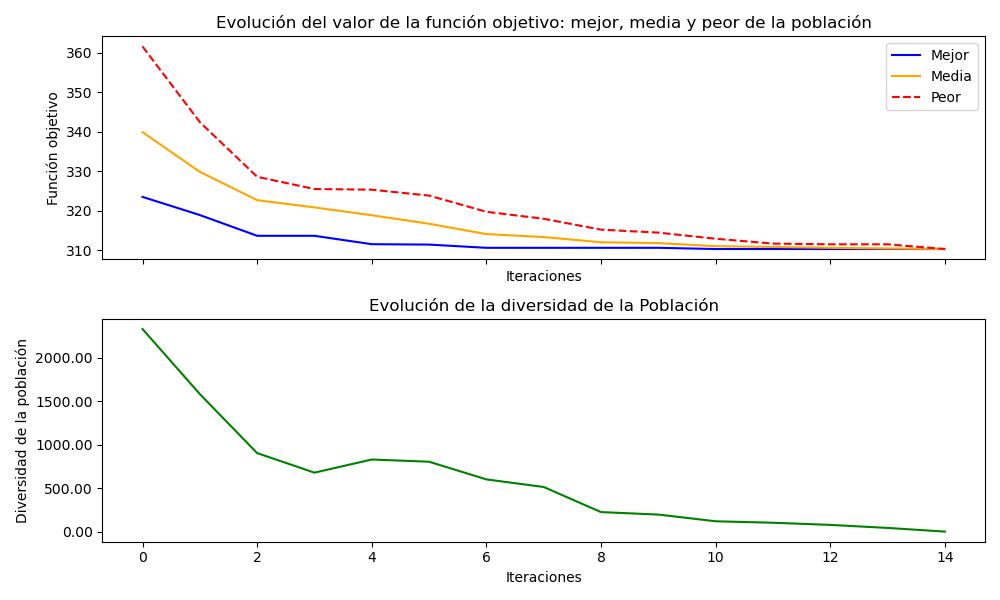 Evolución del valor de la función objetivo: mejor, media y peor de la población
Función objetivo
360
350
340
330
320
310
Mejor
Media
Peor
Iteraciones
Evolución de la diversidad de la Población
Diversidad de la población
2000.00
1500.00
1000.00
500.00
0.00
0 2 4 6 8 10 12 14
Iteraciones